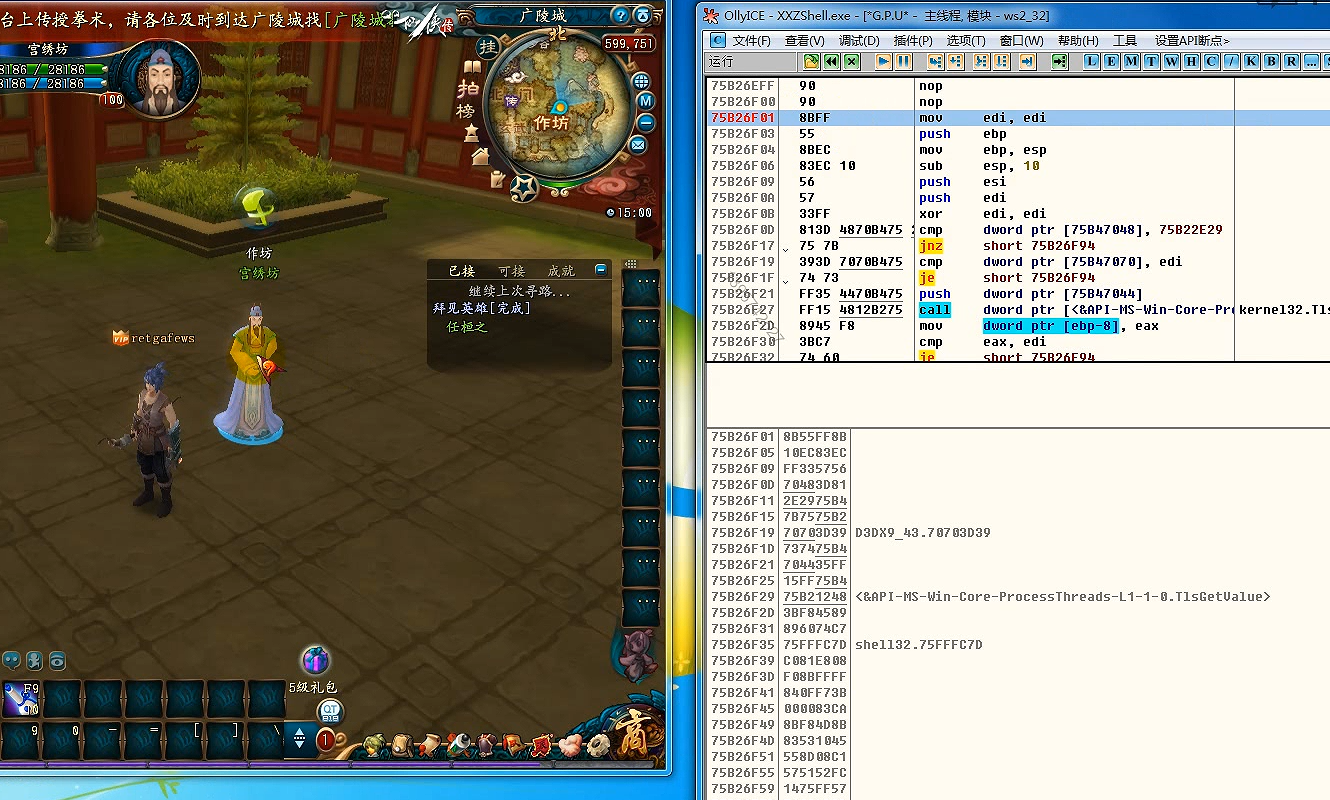 台上传授拳术，请各位及时到达广陵城找[广陵城
广陵城
北
599,751
宫绣坊
28186 / 28186
100
挂
拍
榜
传
作坊
M
15:00
作坊
宫绣坊
已接 可接 成就
继续上次寻路...
拜见英雄[完成]
任桓之
VIP retgafews
5级礼包
QT
F9
9 0 — = [ ] \
1
商
OllyICE - XXZShell.exe - [*G.P.U* - 主线程, 模块 - ws2_32]
C 文件(F) 查看(V) 调试(D) 插件(P) 选项(T) 窗口(W) 帮助(H) 工具 设置API断点>
运行 L E M T W H C / K B R ...
75B26EFF 90 nop
75B26F00 90 nop
75B26F01 8BFF mov edi, edi
75B26F03 55 push ebp
75B26F04 8BEC mov ebp, esp
75B26F06 83EC 10 sub esp, 10
75B26F09 56 push esi
75B26F0A 57 push edi
75B26F0B 33FF xor edi, edi
75B26F0D 813D 4870B475 cmp dword ptr [75B47048], 75B22E29
75B26F17 75 7B jnz short 75B26F94
75B26F19 393D 7070B475 cmp dword ptr [75B47070], edi
75B26F1F 74 73 je short 75B26F94
75B26F21 FF35 4470B475 push dword ptr [75B47044]
75B26F27 FF15 4812B275 call dword ptr [<&API-MS-Win-Core-Pro kernel32.Tls
75B26F2D 8945 F8 mov dword ptr [ebp-8], eax
75B26F30 3BC7 cmp eax, edi
75B26F32 74 60 je short 75B26F94
75B26F01 8B55FF8B
75B26F05 10EC83EC
75B26F09 FF335756
75B26F0D 70483D81
75B26F11 2E2975B4
75B26F15 7B7575B2
75B26F19 70703D39 D3DX9_43.70703D39
75B26F1D 737475B4
75B26F21 704435FF
75B26F25 15FF75B4
75B26F29 75B21248 <&API-MS-Win-Core-ProcessThreads-L1-1-0.TlsGetValue>
75B26F2D 3BF84589
75B26F31 896074C7
75B26F35 75FFFC7D shell32.75FFFC7D
75B26F39 C081E808
75B26F3D F08BFFFF
75B26F41 840FF73B
75B26F45 000083CA
75B26F49 8BF84D8B
75B26F4D 83531045
75B26F51 558D08C1
75B26F55 575152FC
75B26F59 1475FF57